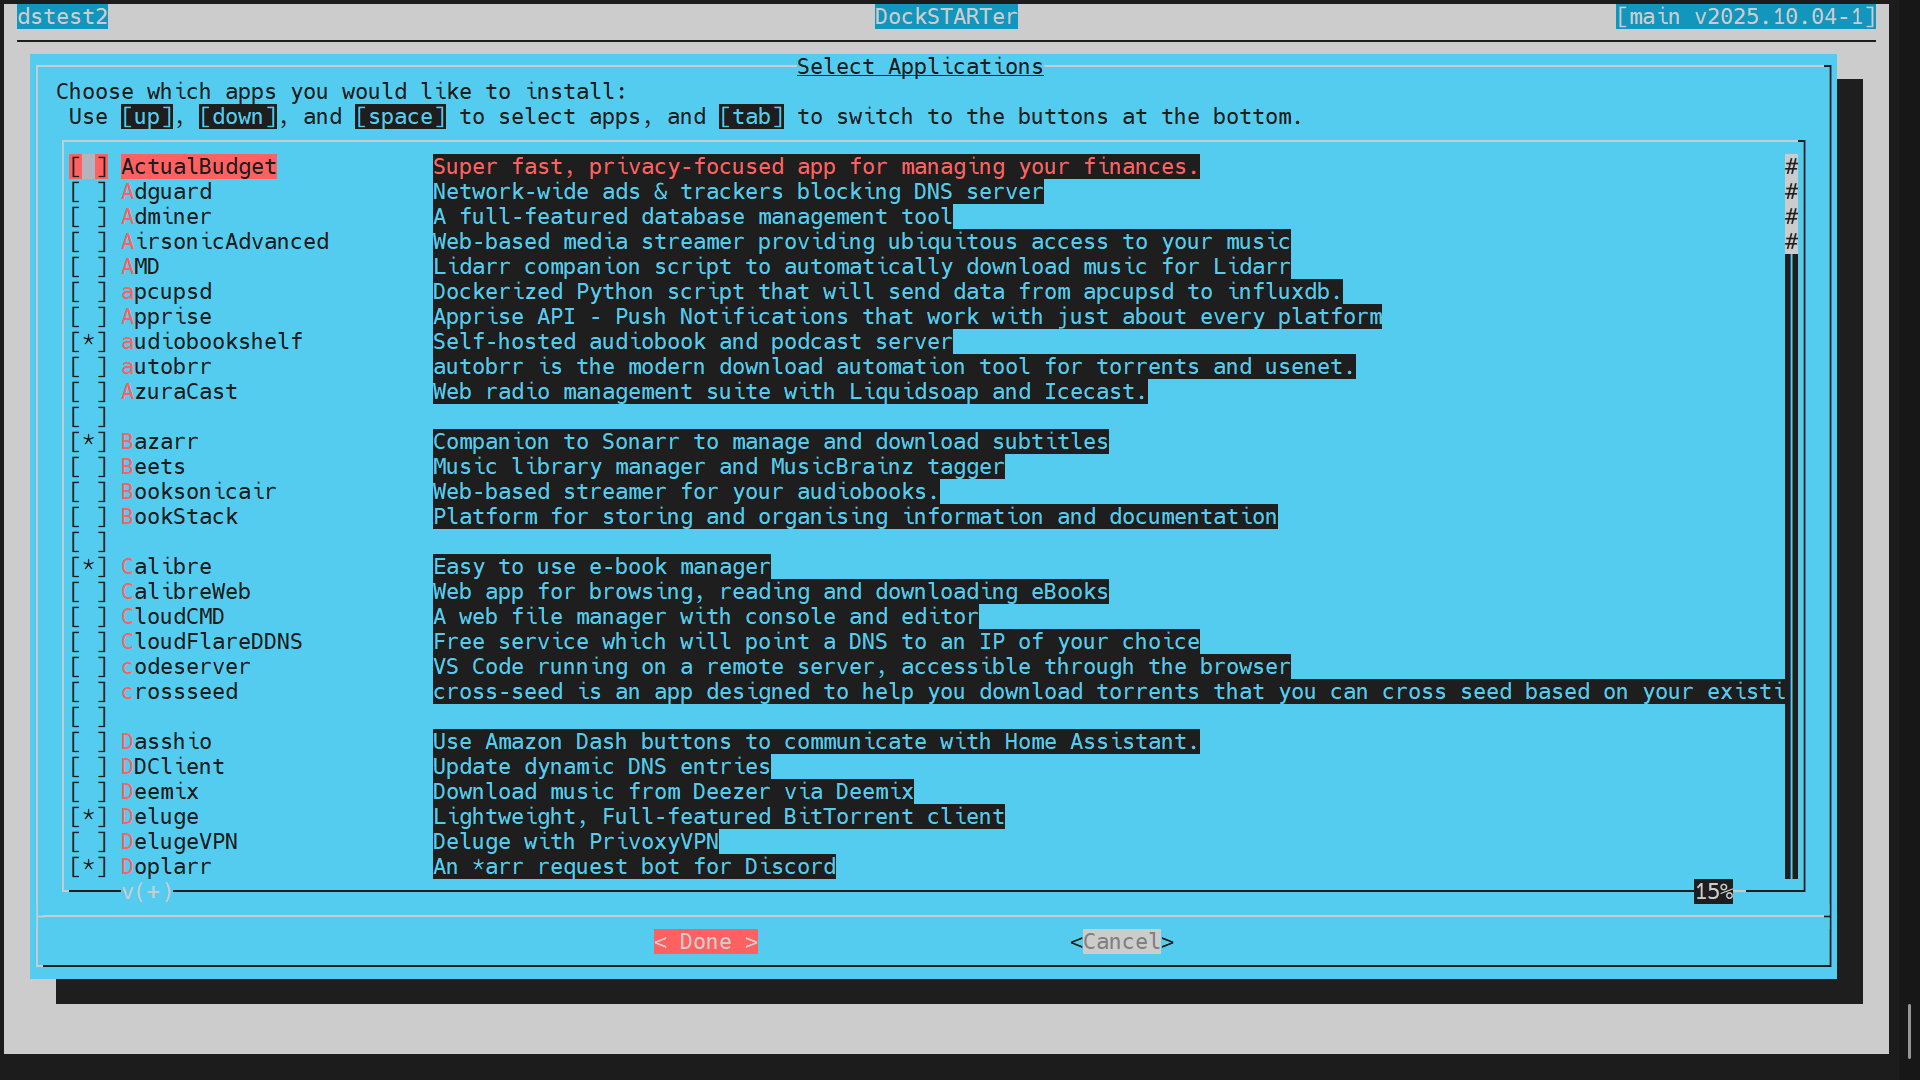 dstest2 DockSTARTer [main v2025.10.04-1]
Select Applications
Choose which apps you would like to install:
Use [up], [down], and [space] to select apps, and [tab] to switch to the buttons at the bottom.
[ ] ActualBudget Super fast, privacy-focused app for managing your finances. #
[ ] Adguard Network-wide ads & trackers blocking DNS server #
[ ] Adminer A full-featured database management tool #
[ ] AirsonicAdvanced Web-based media streamer providing ubiquitous access to your music #
[ ] AMD Lidarr companion script to automatically download music for Lidarr
[ ] apcupsd Dockerized Python script that will send data from apcupsd to influxdb.
[ ] Apprise Apprise API - Push Notifications that work with just about every platform
[*] audiobookshelf Self-hosted audiobook and podcast server
[ ] autobrr autobrr is the modern download automation tool for torrents and usenet.
[ ] AzuraCast Web radio management suite with Liquidsoap and Icecast.
[ ]
[*] Bazarr Companion to Sonarr to manage and download subtitles
[ ] Beets Music library manager and MusicBrainz tagger
[ ] Booksonicair Web-based streamer for your audiobooks.
[ ] BookStack Platform for storing and organising information and documentation
[ ]
[*] Calibre Easy to use e-book manager
[ ] CalibreWeb Web app for browsing, reading and downloading eBooks
[ ] CloudCMD A web file manager with console and editor
[ ] CloudFlareDDNS Free service which will point a DNS to an IP of your choice
[ ] codeserver VS Code running on a remote server, accessible through the browser
[ ] crossseed cross-seed is an app designed to help you download torrents that you can cross seed based on your existi
[ ]
[ ] Dasshio Use Amazon Dash buttons to communicate with Home Assistant.
[ ] DDClient Update dynamic DNS entries
[ ] Deemix Download music from Deezer via Deemix
[*] Deluge Lightweight, Full-featured BitTorrent client
[ ] DelugeVPN Deluge with PrivoxyVPN
[*] Doplarr An *arr request bot for Discord
v(+) 15%
< Done > <Cancel>